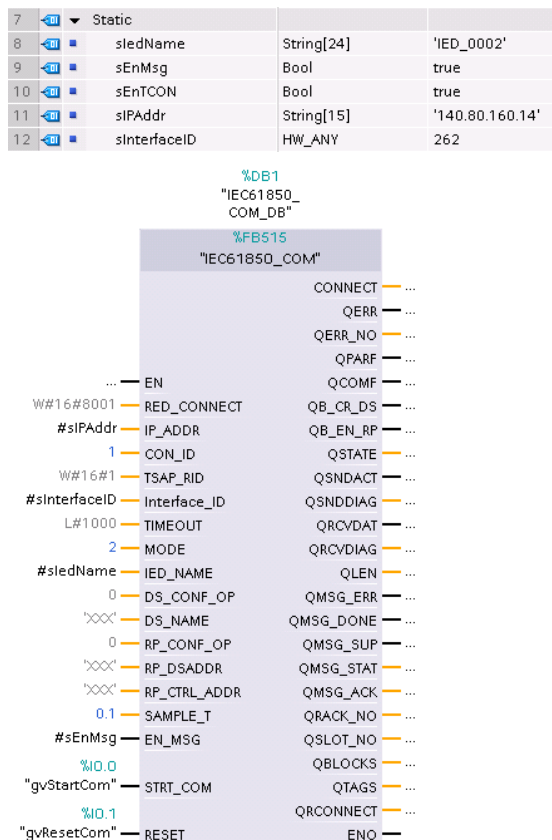 7 Static
8 sIedName String[24] 'IED_0002'
9 sEnMsg Bool true
10 sEnTCON Bool true
11 sIPAddr String[15] '140.80.160.14'
12 sInterfaceID HW_ANY 262
%DB1
"IEC61850_
COM_DB"
%FB515
"IEC61850_COM"
CONNECT ...
QERR ...
QERR_NO ...
QPARF ...
... EN QCOMF ...
W#16#8001 RED_CONNECT QB_CR_DS ...
#sIPAddr IP_ADDR QB_EN_RP ...
1 CON_ID QSTATE ...
W#16#1 TSAP_RID QSNDACT ...
#sInterfaceID Interface_ID QSNDDIAG ...
L#1000 TIMEOUT QRCVDAT ...
2 MODE QRCVDIAG ...
#sIedName IED_NAME QLEN ...
0 DS_CONF_OP QMSG_ERR ...
'XXX' DS_NAME QMSG_DONE ...
0 RP_CONF_OP QMSG_SUP ...
'XXX' RP_DSADDR QMSG_STAT ...
'XXX' RP_CTRL_ADDR QMSG_ACK ...
0.1 SAMPLE_T QRACK_NO ...
#sEnMsg EN_MSG QSLOT_NO ...
%I0.0 QBLOCKS ...
"gvStartCom" STRT_COM QTAGS ...
%I0.1 QRCONNECT ...
"gvResetCom" RESET ENO